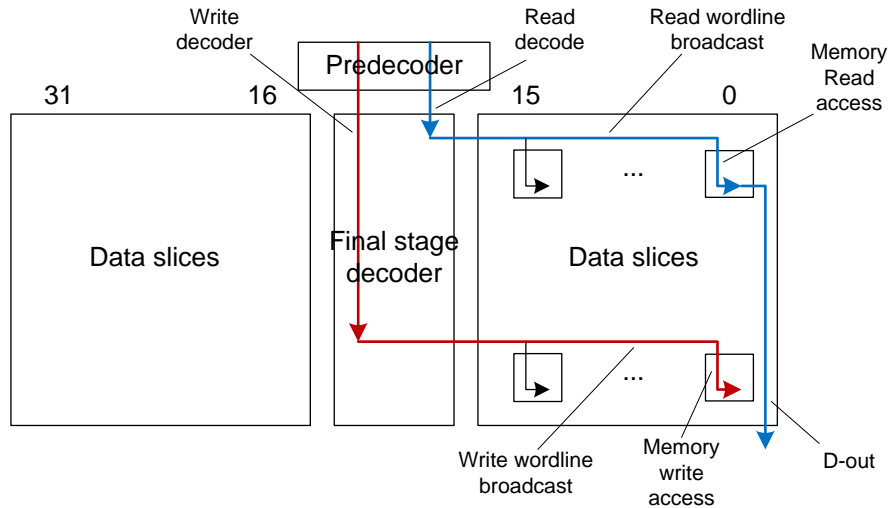 Write
decoder
Read
decode
Read wordline
broadcast
Memory
Read
access
Predecoder
31
16
15
0
...
Data slices
Final stage
decoder
Data slices
...
Write wordline
broadcast
Memory
write
access
D-out